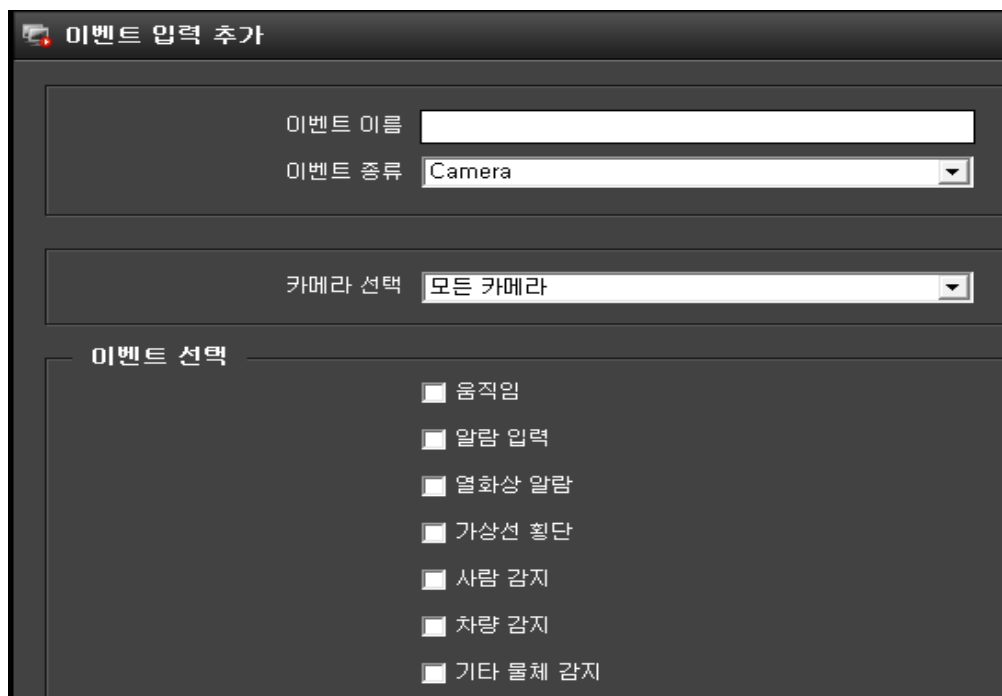 이벤트 입력 추가
이벤트 이름
이벤트 종류 Camera
카메라 선택 모든 카메라
이벤트 선택
움직임
알람 입력
열화상 알람
가상선 횡단
사람 감지
차량 감지
기타 물체 감지